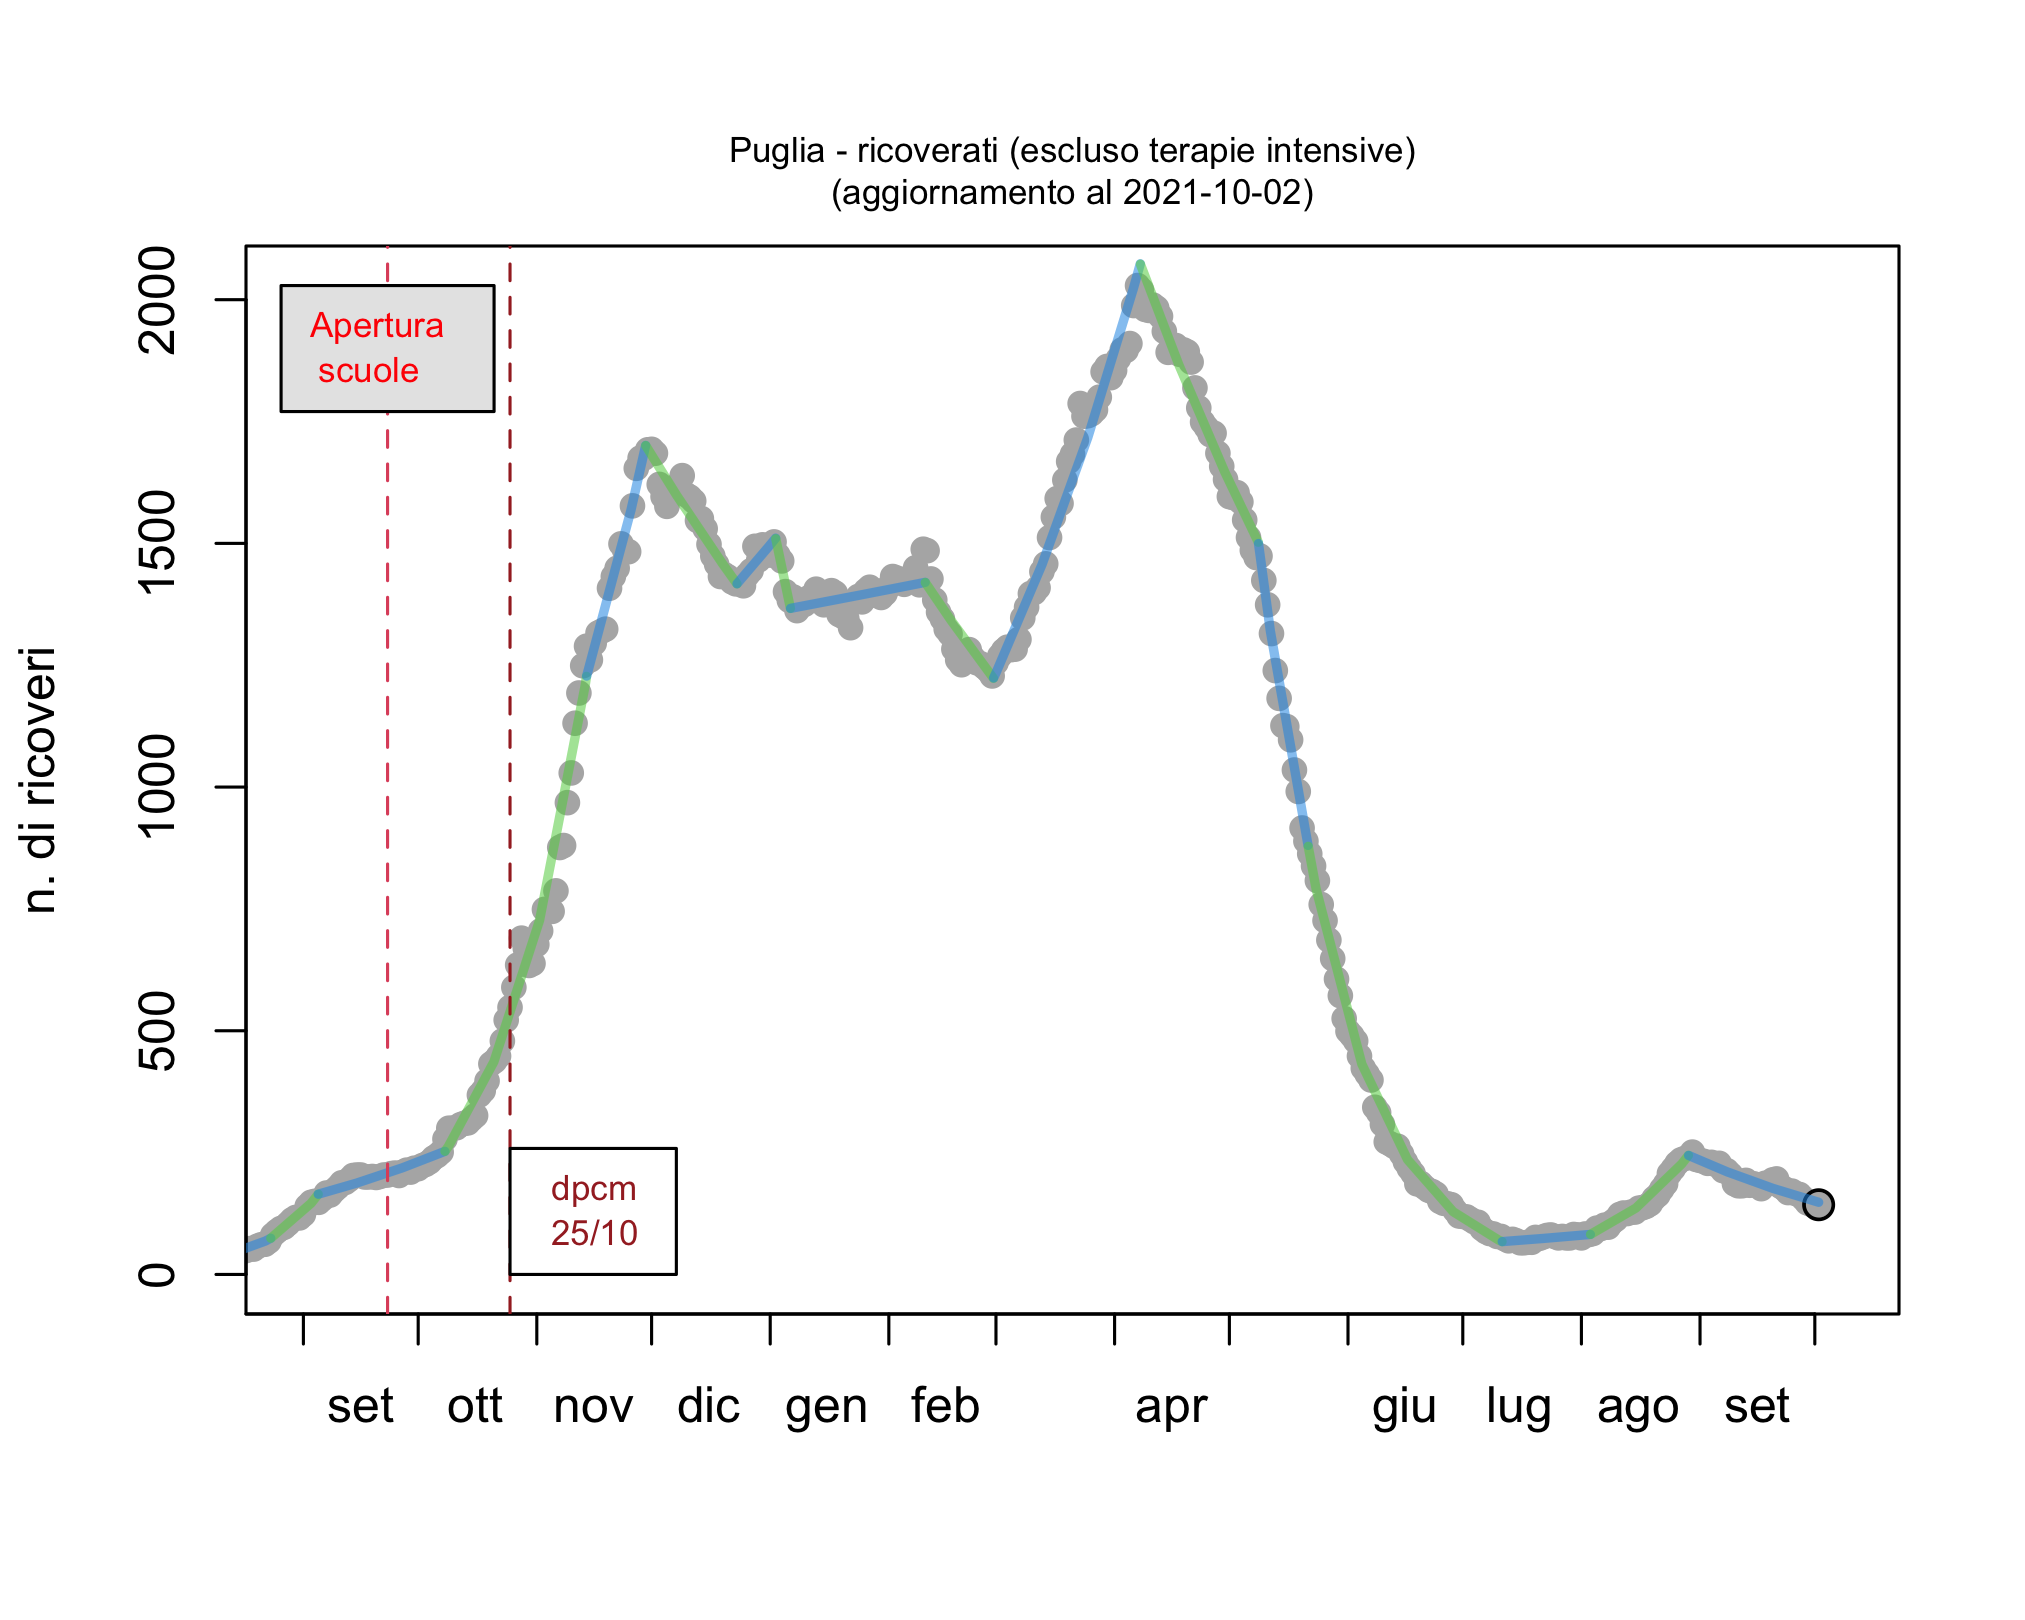 Puglia - ricoverati (escluso terapie intensive)
(aggiornamento al 2021-10-02)
n. di ricoveri
2000
1500
1000
500
0
Apertura
scuole
dpcm
25/10
set ott nov dic gen feb apr giu lug ago set